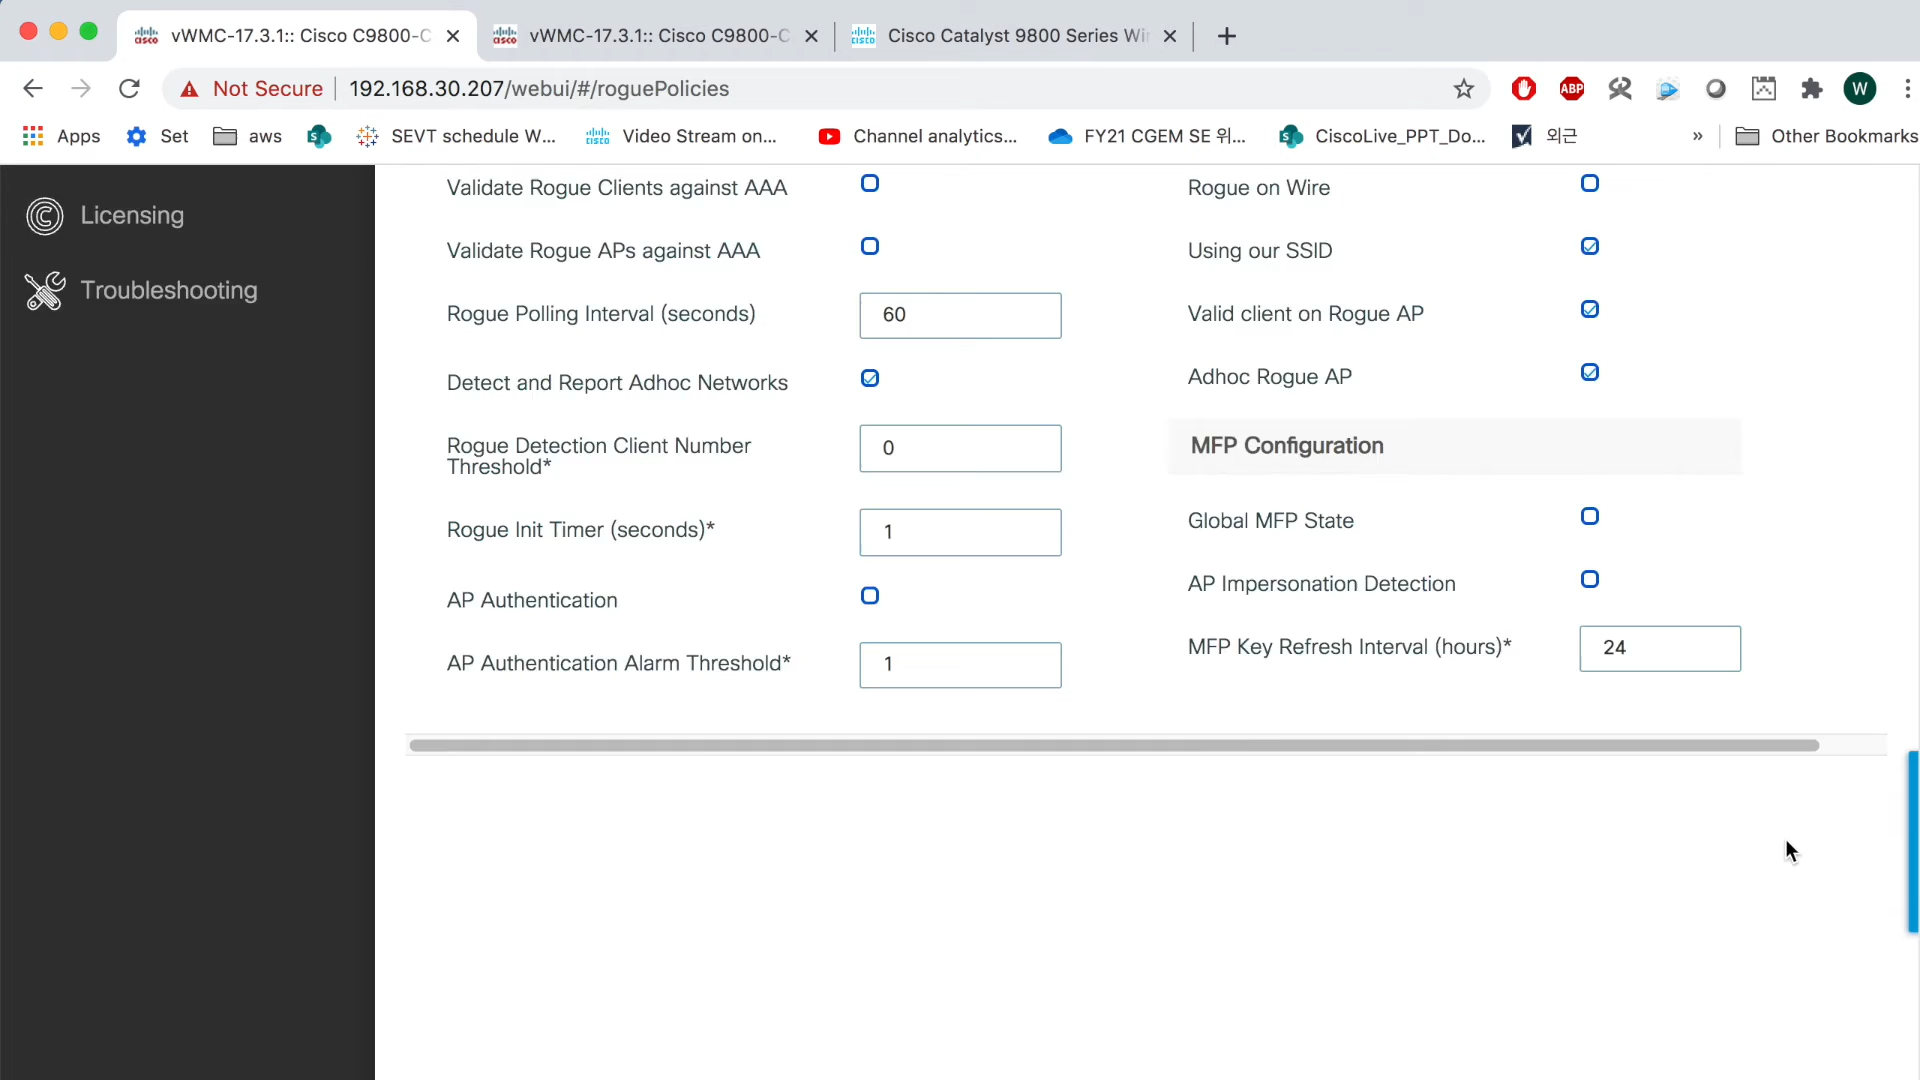 vWMC-17.3.1:: Cisco C9800-C
vWMC-17.3.1:: Cisco C9800-C
Cisco Catalyst 9800 Series Wir
Not Secure
192.168.30.207/webui/#/roguePolicies
ABP
W
Apps
Set
aws
SEVT schedule W...
Video Stream on...
Channel analytics...
FY21 CGEM SE 위...
CiscoLive_PPT_Do...
외근
»
Other Bookmarks
Licensing
Troubleshooting
Validate Rogue Clients against AAA
Validate Rogue APs against AAA
Rogue Polling Interval (seconds)
60
Detect and Report Adhoc Networks
Rogue Detection Client Number
Threshold*
0
Rogue Init Timer (seconds)*
1
AP Authentication
AP Authentication Alarm Threshold*
1
Rogue on Wire
Using our SSID
Valid client on Rogue AP
Adhoc Rogue AP
MFP Configuration
Global MFP State
AP Impersonation Detection
MFP Key Refresh Interval (hours)*
24